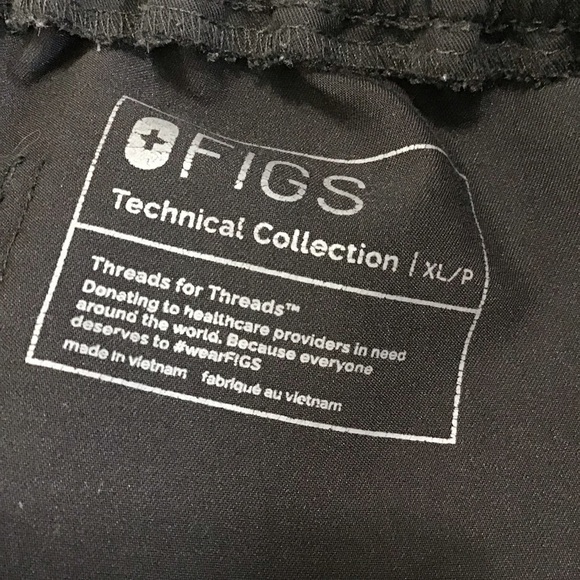 FIGS
Technical Collection | XL/P
Threads for Threads™
Donating to healthcare providers in need
around the world. Because everyone
deserves to #wearFIGS
made in vietnam fabriqué au vietnam